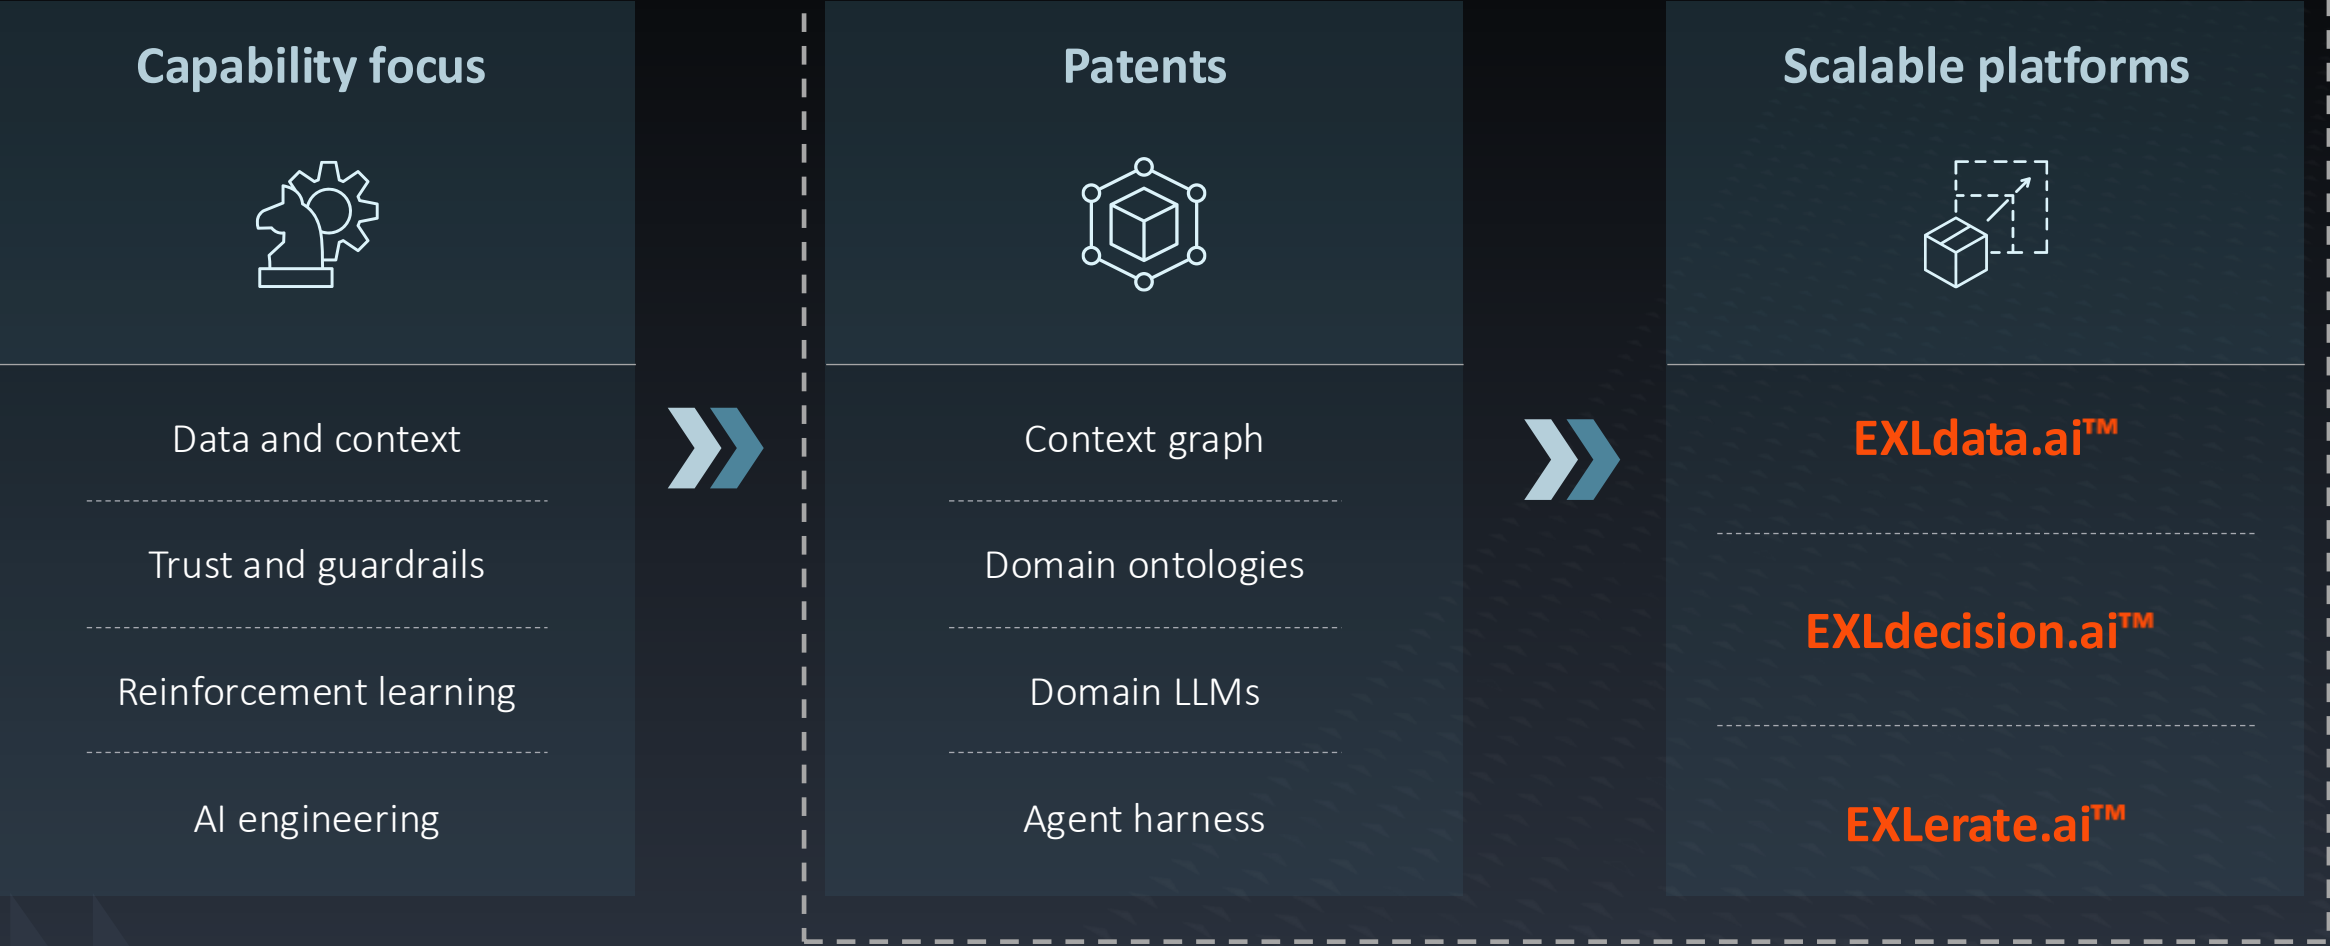 Capability focus
Data and context
Trust and guardrails
Reinforcement learning
AI engineering
Patents
Context graph
Domain ontologies
Domain LLMs
Agent harness
Scalable platforms
EXLdata.ai™
EXLdecision.ai™
EXLerate.ai™